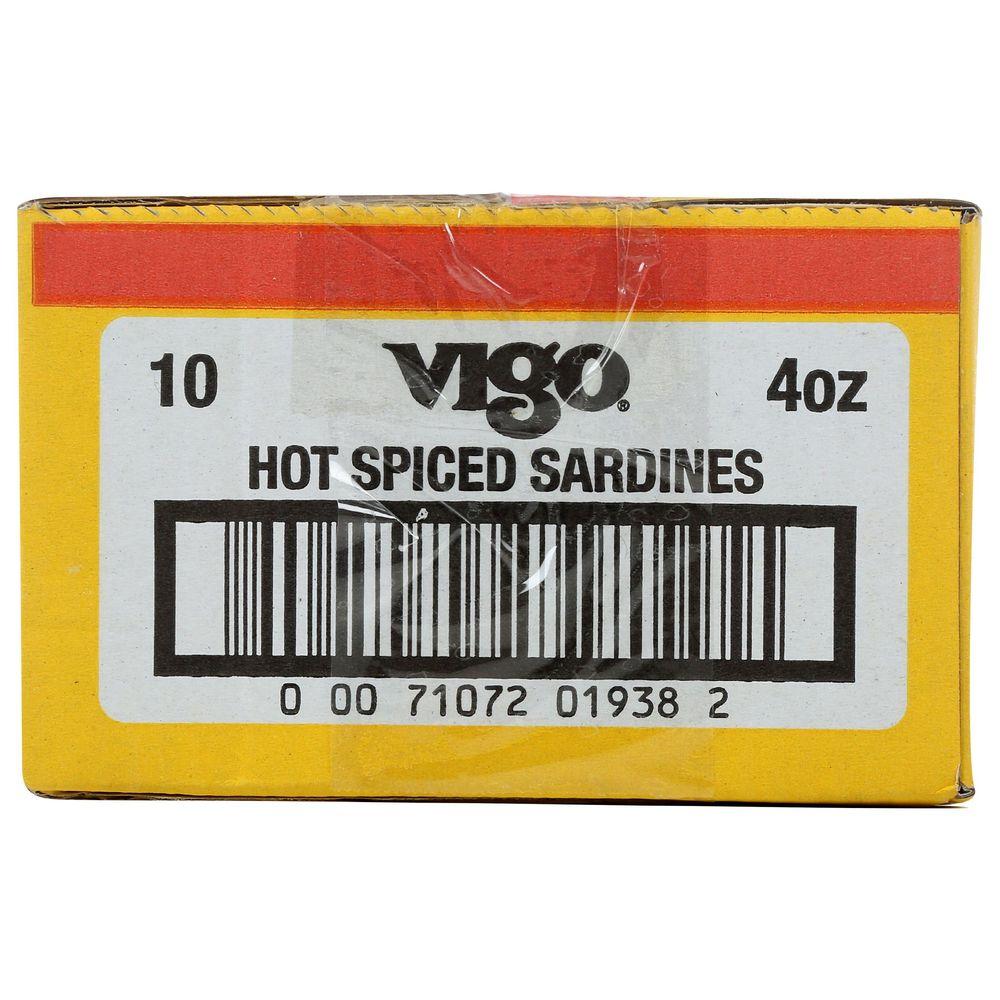 10 vigo® 4oz
HOT SPICED SARDINES
0 00 71072 01938 2